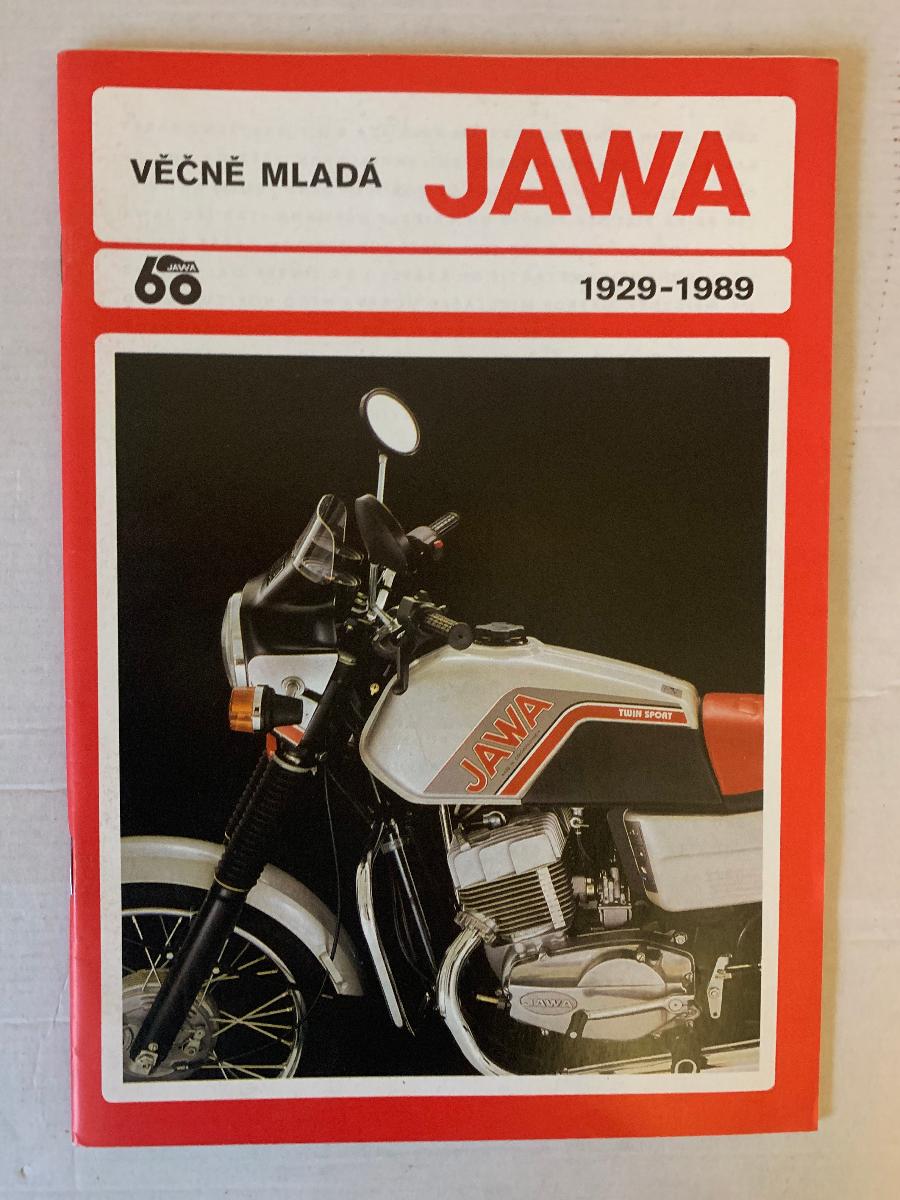 VĚČNĚ MLADÁ JAWA
60 JAWA 1929-1989
JAWA TWIN SPORT
JAWA